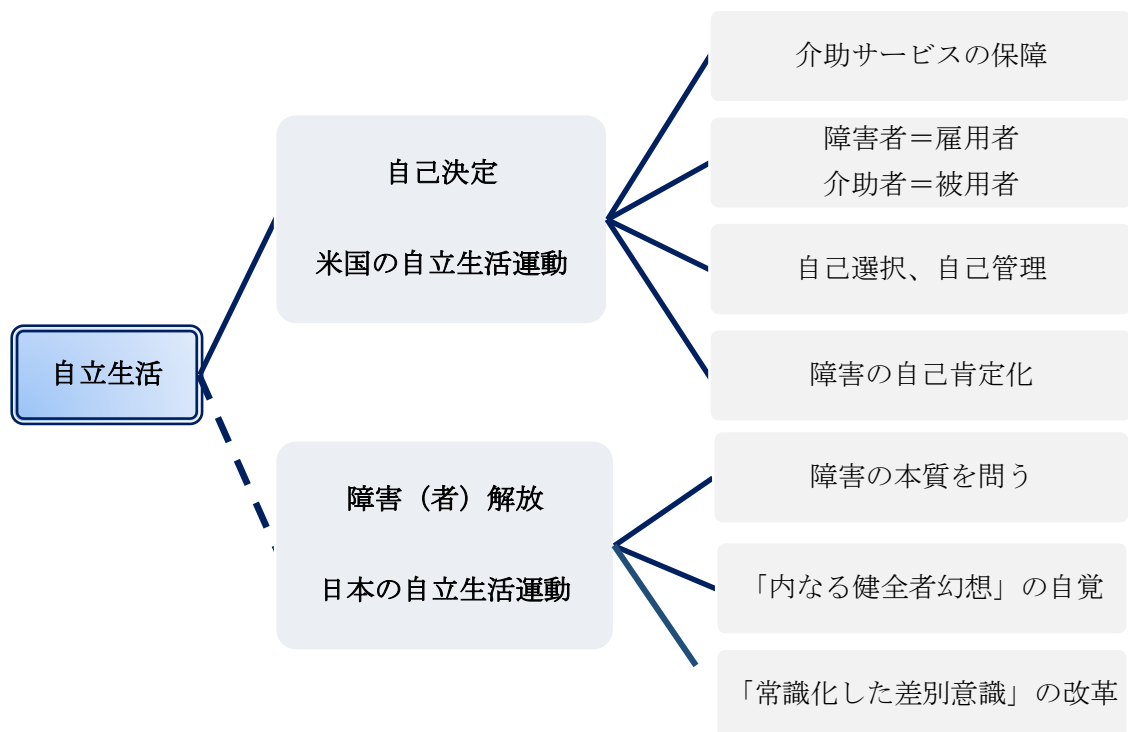 自立生活
自己決定
米国の自立生活運動
介助サービスの保障
障害者＝雇用者
介助者＝被用者
自己選択、自己管理
障害の自己肯定化
障害（者）解放
日本の自立生活運動
障害の本質を問う
「内なる健全者幻想」の自覚
「常識化した差別意識」の改革